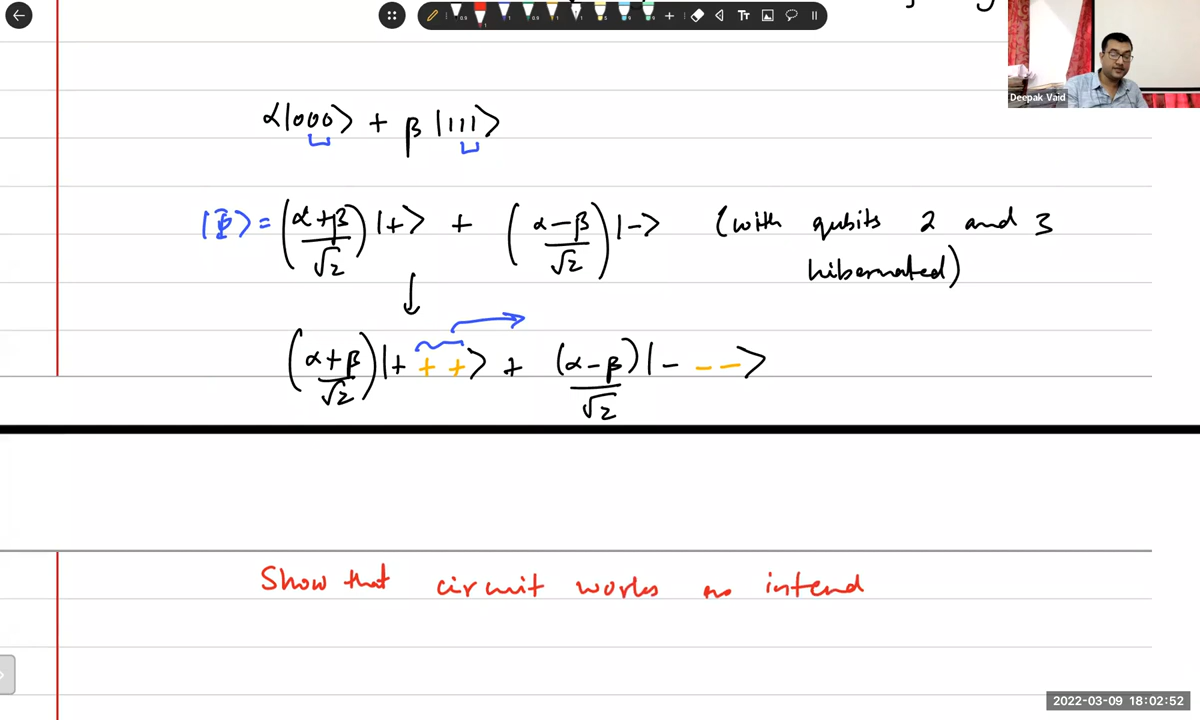 Deepak Vaid
α|000⟩ + β|111⟩
|Φ⟩ = (α+β/√2)|+⟩ + (α-β/√2)|-⟩ (with qubits 2 and 3
hibernated)
↓
(α+β/√2)|+ + +⟩ + (α-β)/√2|- - -⟩
Show that circuit works as intend
2022-03-09 18:02:52